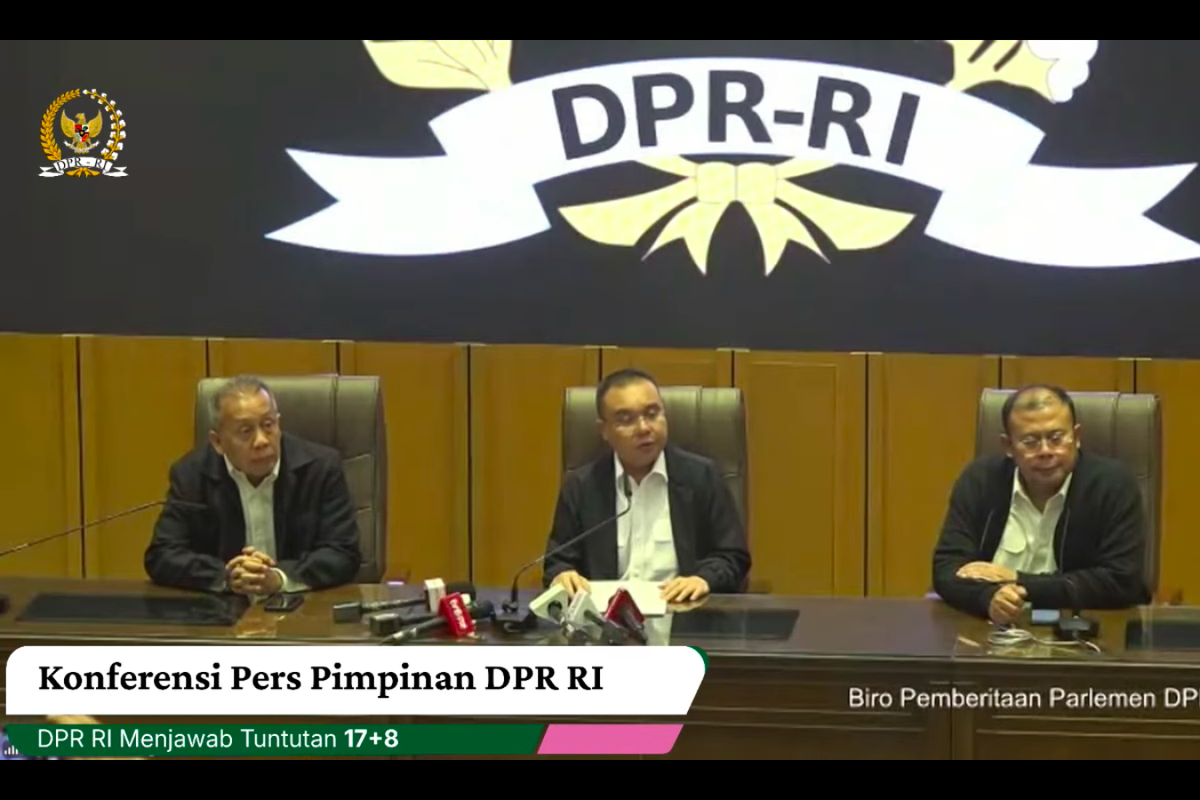 DPR-RI
DPR - RI
Konferensi Pers Pimpinan DPR RI
Biro Pemberitaan Parlemen DP
DPR RI Menjawab Tuntutan 17+8